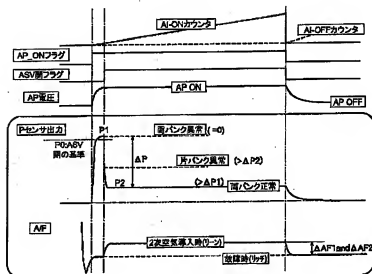 AI-ONカウンタ
AI-OFFカウンタ
AP_ONフラグ
ASV開フラグ
AP ON
AP電圧
AP OFF
Pセンサ出力
P1
両バンク異常 (=0)
P0:ASV
閉の基準
ΔP
片バンク異常 (>ΔP2)
P2
(>ΔP1)
両バンク正常
A/F
2次空気導入時(リーン)
故障時(リッチ)
ΔAF1andΔAF2